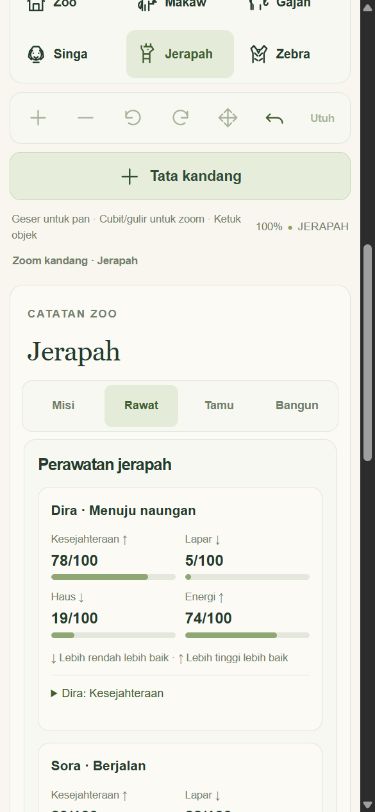 Zoo
Makaw
Gajah
Singa
Jerapah
Zebra
Utuh
Tata kandang
Geser untuk pan · Cubit/gulir untuk zoom · Ketuk
objek
100% • JERAPAH
Zoom kandang · Jerapah
CATATAN ZOO
Jerapah
Misi
Rawat
Tamu
Bangun
Perawatan jerapah
Dira · Menuju naungan
Kesejahteraan ↑
Lapar ↓
78/100
5/100
Haus ↓
Energi ↑
19/100
74/100
↓ Lebih rendah lebih baik · ↑ Lebih tinggi lebih baik
▶ Dira: Kesejahteraan
Sora · Berjalan
Kesejahteraan ↑
Lapar ↓